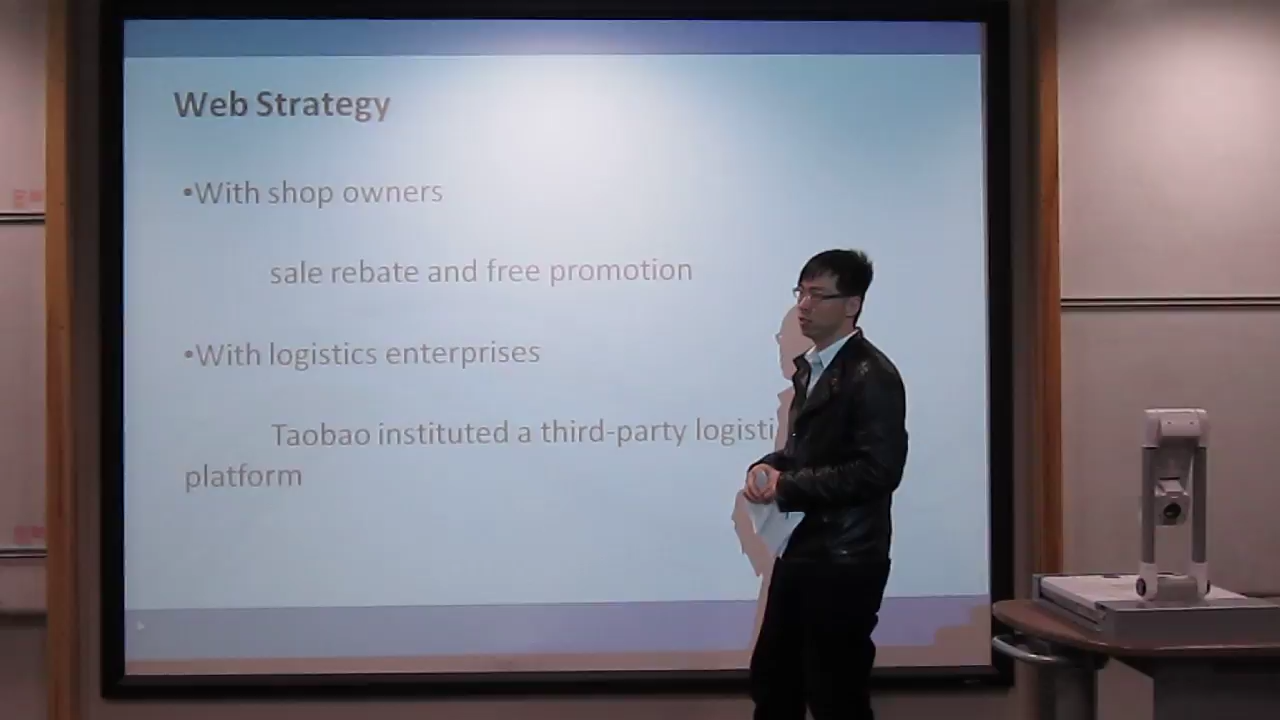 Web Strategy
•With shop owners
sale rebate and free promotion
•With logistics enterprises
Taobao instituted a third-party logisti
platform